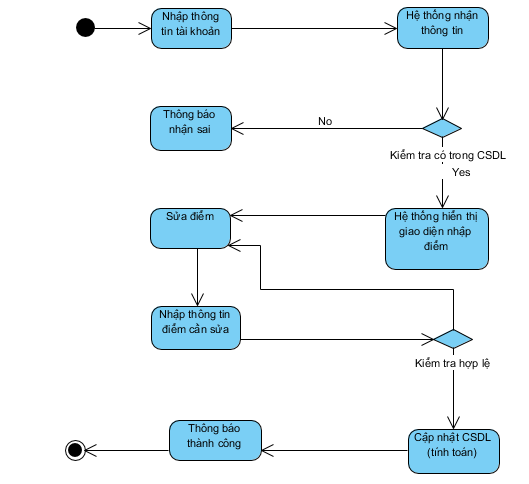 Nhập thông
tin tài khoản
Hệ thống nhận
thông tin
Thông báo
nhận sai
No
Kiểm tra có trong CSDL
Yes
Sửa điểm
Hệ thống hiển thị
giao diện nhập
điểm
Nhập thông tin
điểm cần sửa
Kiểm tra hợp lệ
Thông báo
thành công
Cập nhật CSDL
(tính toán)